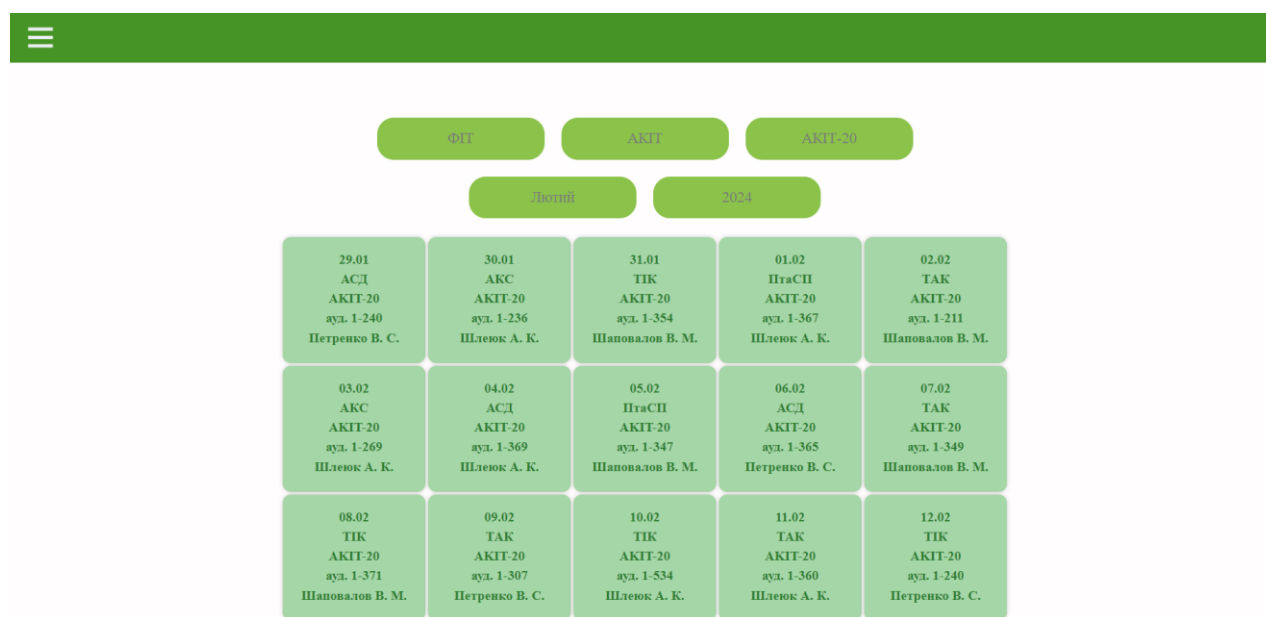 ФІТ АКІТ АКІТ-20
Лютий 2024
29.01
АСД
АКІТ-20
ауд. 1-240
Петренко В. С.
30.01
АКС
АКІТ-20
ауд. 1-236
Шлеюк А. К.
31.01
ТІК
АКІТ-20
ауд. 1-354
Шаповалов В. М.
01.02
ПтаСП
АКІТ-20
ауд. 1-367
Шлеюк А. К.
02.02
ТАК
АКІТ-20
ауд. 1-211
Шаповалов В. М.
03.02
АКС
АКІТ-20
ауд. 1-269
Шлеюк А. К.
04.02
АСД
АКІТ-20
ауд. 1-369
Шлеюк А. К.
05.02
ПтаСП
АКІТ-20
ауд. 1-347
Шаповалов В. М.
06.02
АСД
АКІТ-20
ауд. 1-365
Петренко В. С.
07.02
ТАК
АКІТ-20
ауд. 1-349
Шаповалов В. М.
08.02
ТІК
АКІТ-20
ауд. 1-371
Шаповалов В. М.
09.02
ТАК
АКІТ-20
ауд. 1-307
Петренко В. С.
10.02
ТІК
АКІТ-20
ауд. 1-534
Шлеюк А. К.
11.02
ТАК
АКІТ-20
ауд. 1-360
Шлеюк А. К.
12.02
ТІК
АКІТ-20
ауд. 1-240
Петренко В. С.